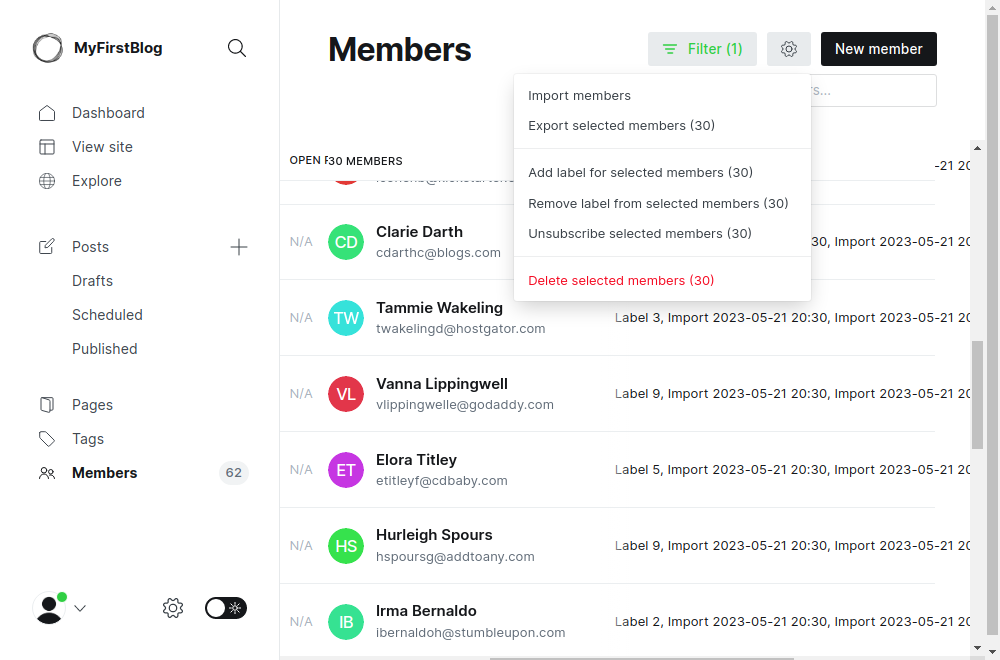 MyFirstBlog
Dashboard
View site
Explore
Posts
Drafts
Scheduled
Published
Pages
Tags
Members
62
Members
Filter (1)
New member
Import members
Export selected members (30)
Add label for selected members (30)
Remove label from selected members (30)
Unsubscribe selected members (30)
Delete selected members (30)
OPEN
30 MEMBERS
-21 20
N/A
CD
Clarie Darth
cdarthc@blogs.com
30, Import 2023-05-21 20
N/A
TW
Tammie Wakeling
twakelingd@hostgator.com
Label 3, Import 2023-05-21 20:30, Import 2023-05-21 20
N/A
VL
Vanna Lippingwell
vlippingwelle@godaddy.com
Label 9, Import 2023-05-21 20:30, Import 2023-05-21 20
N/A
ET
Elora Titley
etitleyf@cdbaby.com
Label 5, Import 2023-05-21 20:30, Import 2023-05-21 20
N/A
HS
Hurleigh Spours
hspoursg@addtoany.com
Label 9, Import 2023-05-21 20:30, Import 2023-05-21 20
N/A
IB
Irma Bernaldo
ibernaldoh@stumbleupon.com
Label 2, Import 2023-05-21 20:30, Import 2023-05-21 20